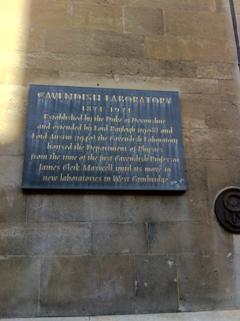 CAVENDISH LABORATORY
1874-1974
Established by the Duke of Devonshire
and extended by Lord Rayleigh (1908) and
Lord Austin (1940), the Cavendish Laboratory
housed the Department of Physics
from the time of the first Cavendish Professor
James Clerk Maxwell until its move to
new laboratories in West Cambridge